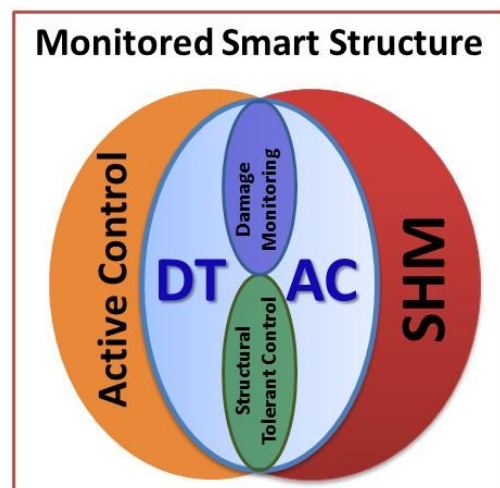 Monitored Smart Structure
Active Control
Damage
Monitoring
DT AC
Structural
Tolerant Control
SHM